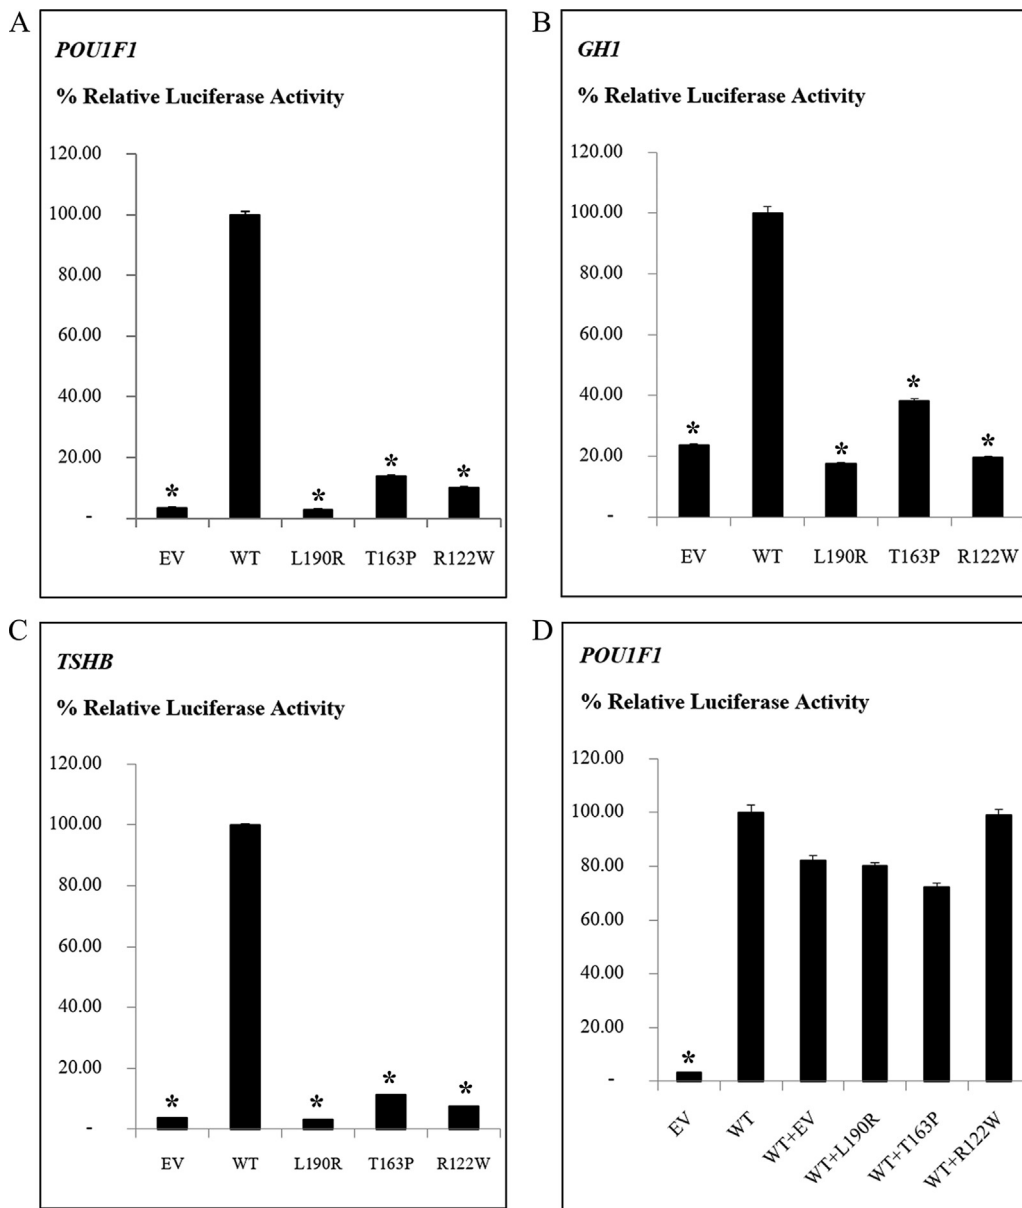 A
POU1F1
% Relative Luciferase Activity
120.00
100.00
80.00
60.00
40.00
20.00
-
* * * *
EV WT L190R T163P R122W
B
GH1
% Relative Luciferase Activity
120.00
100.00
80.00
60.00
40.00
20.00
-
* * * *
EV WT L190R T163P R122W
C
TSHB
% Relative Luciferase Activity
120.00
100.00
80.00
60.00
40.00
20.00
-
* * * *
EV WT L190R T163P R122W
D
POU1F1
% Relative Luciferase Activity
120.00
100.00
80.00
60.00
40.00
20.00
-
*
EV WT WT+EV WT+L190R WT+T163P WT+R122W